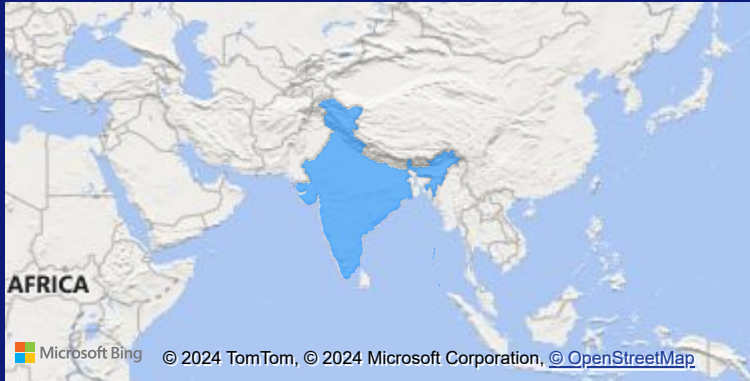 AFRICA
Microsoft Bing
© 2024 TomTom, © 2024 Microsoft Corporation, © OpenStreetMap